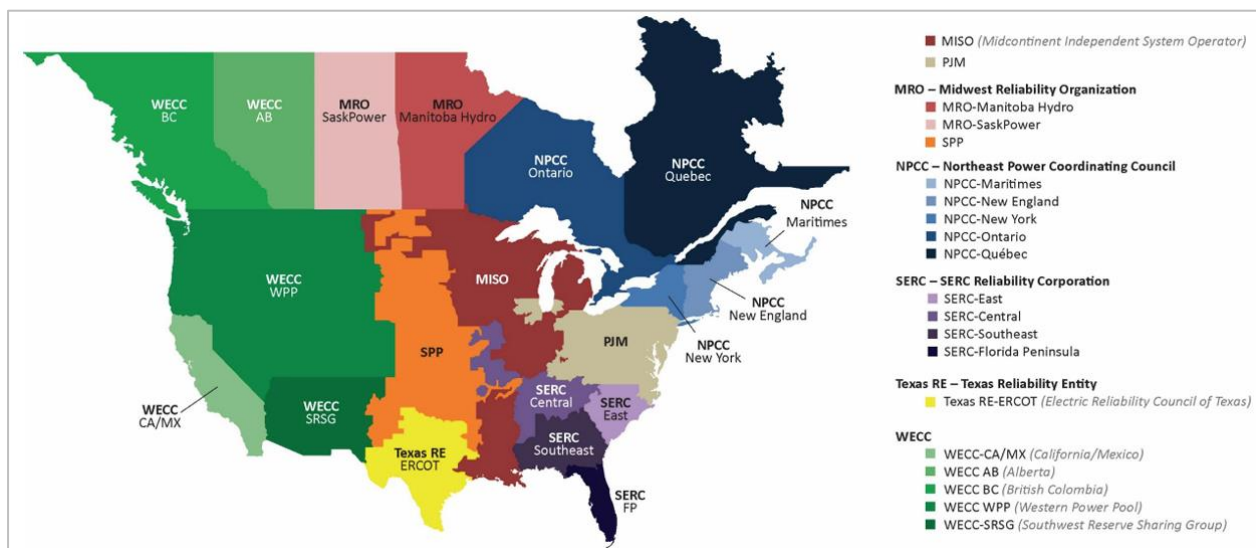 WECC
BC
WECC
AB
MRO
SaskPower
MRO
Manitoba Hydro
NPCC
Ontario
NPCC
Quebec
NPCC
Maritimes
WECC
WPP
MISO
NPCC
New England
SPP
PJM
NPCC
New York
WECC
CA/MX
WECC
SRSG
SERC
Central
SERC
East
Texas RE
ERCOT
SERC
Southeast
SERC
FP
MISO (Midcontinent Independent System Operator)
PJM
MRO – Midwest Reliability Organization
MRO-Manitoba Hydro
MRO-SaskPower
SPP
NPCC – Northeast Power Coordinating Council
NPCC-Maritimes
NPCC-New England
NPCC-New York
NPCC-Ontario
NPCC-Québec
SERC – SERC Reliability Corporation
SERC-East
SERC-Central
SERC-Southeast
SERC-Florida Peninsula
Texas RE – Texas Reliability Entity
Texas RE-ERCOT (Electric Reliability Council of Texas)
WECC
WECC-CA/MX (California/Mexico)
WECC AB (Alberta)
WECC BC (British Colombia)
WECC WPP (Western Power Pool)
WECC-SRSG (Southwest Reserve Sharing Group)